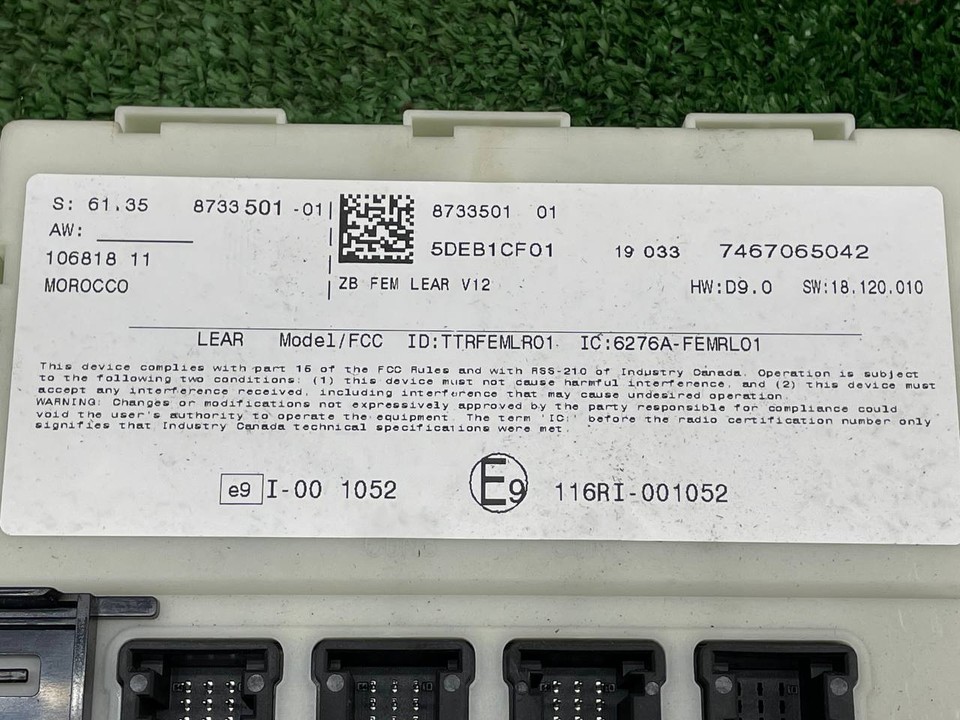 S: 61.35 8733 501 -01
AW:
106818 11
MOROCCO
8733501 01
5DEB1CF01 19 033 7467065042
ZB FEM LEAR V12 HW:D9.0 SW:18.120.010
LEAR Model/FCC ID:TTRFEMLR01 IC:6276A-FEMRL01
This device complies with part 15 of the FCC Rules and with RSS-210 of Industry Canada. Operation is subject
to the following two conditions: (1) this device must not cause harmful interference, and (2) this device must
accept any interference received, including interference that may cause undesired operation.
WARNING: Changes or modifications not expressively approved by the party responsible for compliance could
void the user's authority to operate the equipment. The term 'IC:' before the radio certification number only
signifies that Industry Canada technical specifications were met.
e9 I-00 1052
E9 116RI-001052